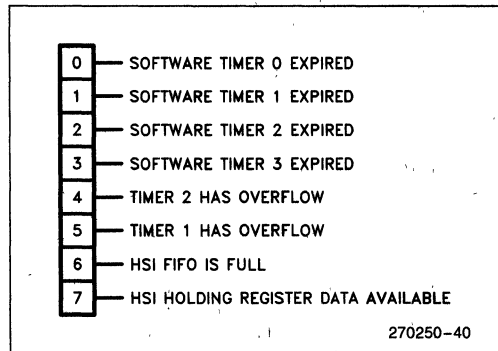 0 SOFTWARE TIMER 0 EXPIRED
1 SOFTWARE TIMER 1 EXPIRED
2 SOFTWARE TIMER 2 EXPIRED
3 SOFTWARE TIMER 3 EXPIRED
4 TIMER 2 HAS OVERFLOW
5 TIMER 1 HAS OVERFLOW
6 HSI FIFO IS FULL
7 HSI HOLDING REGISTER DATA AVAILABLE
270250-40